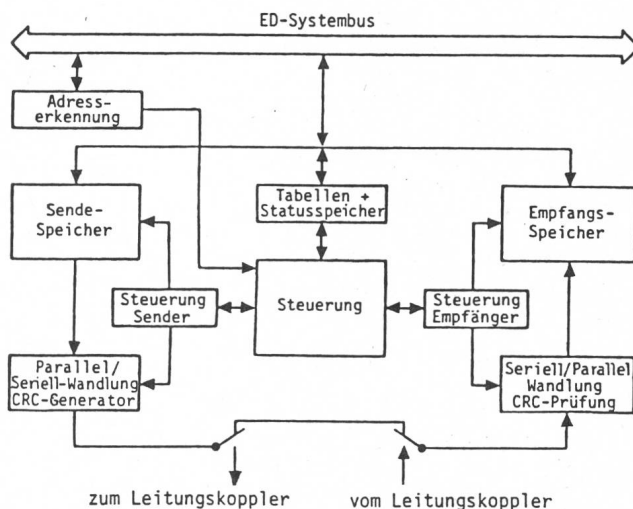 ED-Systembus
Adress-
erkennung
Sende-
Speicher
Tabellen +
Statusspeicher
Empfangs-
Speicher
Steuerung
Sender
Steuerung
Steuerung
Empfänger
Parallel/
Seriell-Wandlung
CRC-Generator
Seriell/Parallel
Wandlung
CRC-Prüfung
zum Leitungskoppler
vom Leitungskoppler